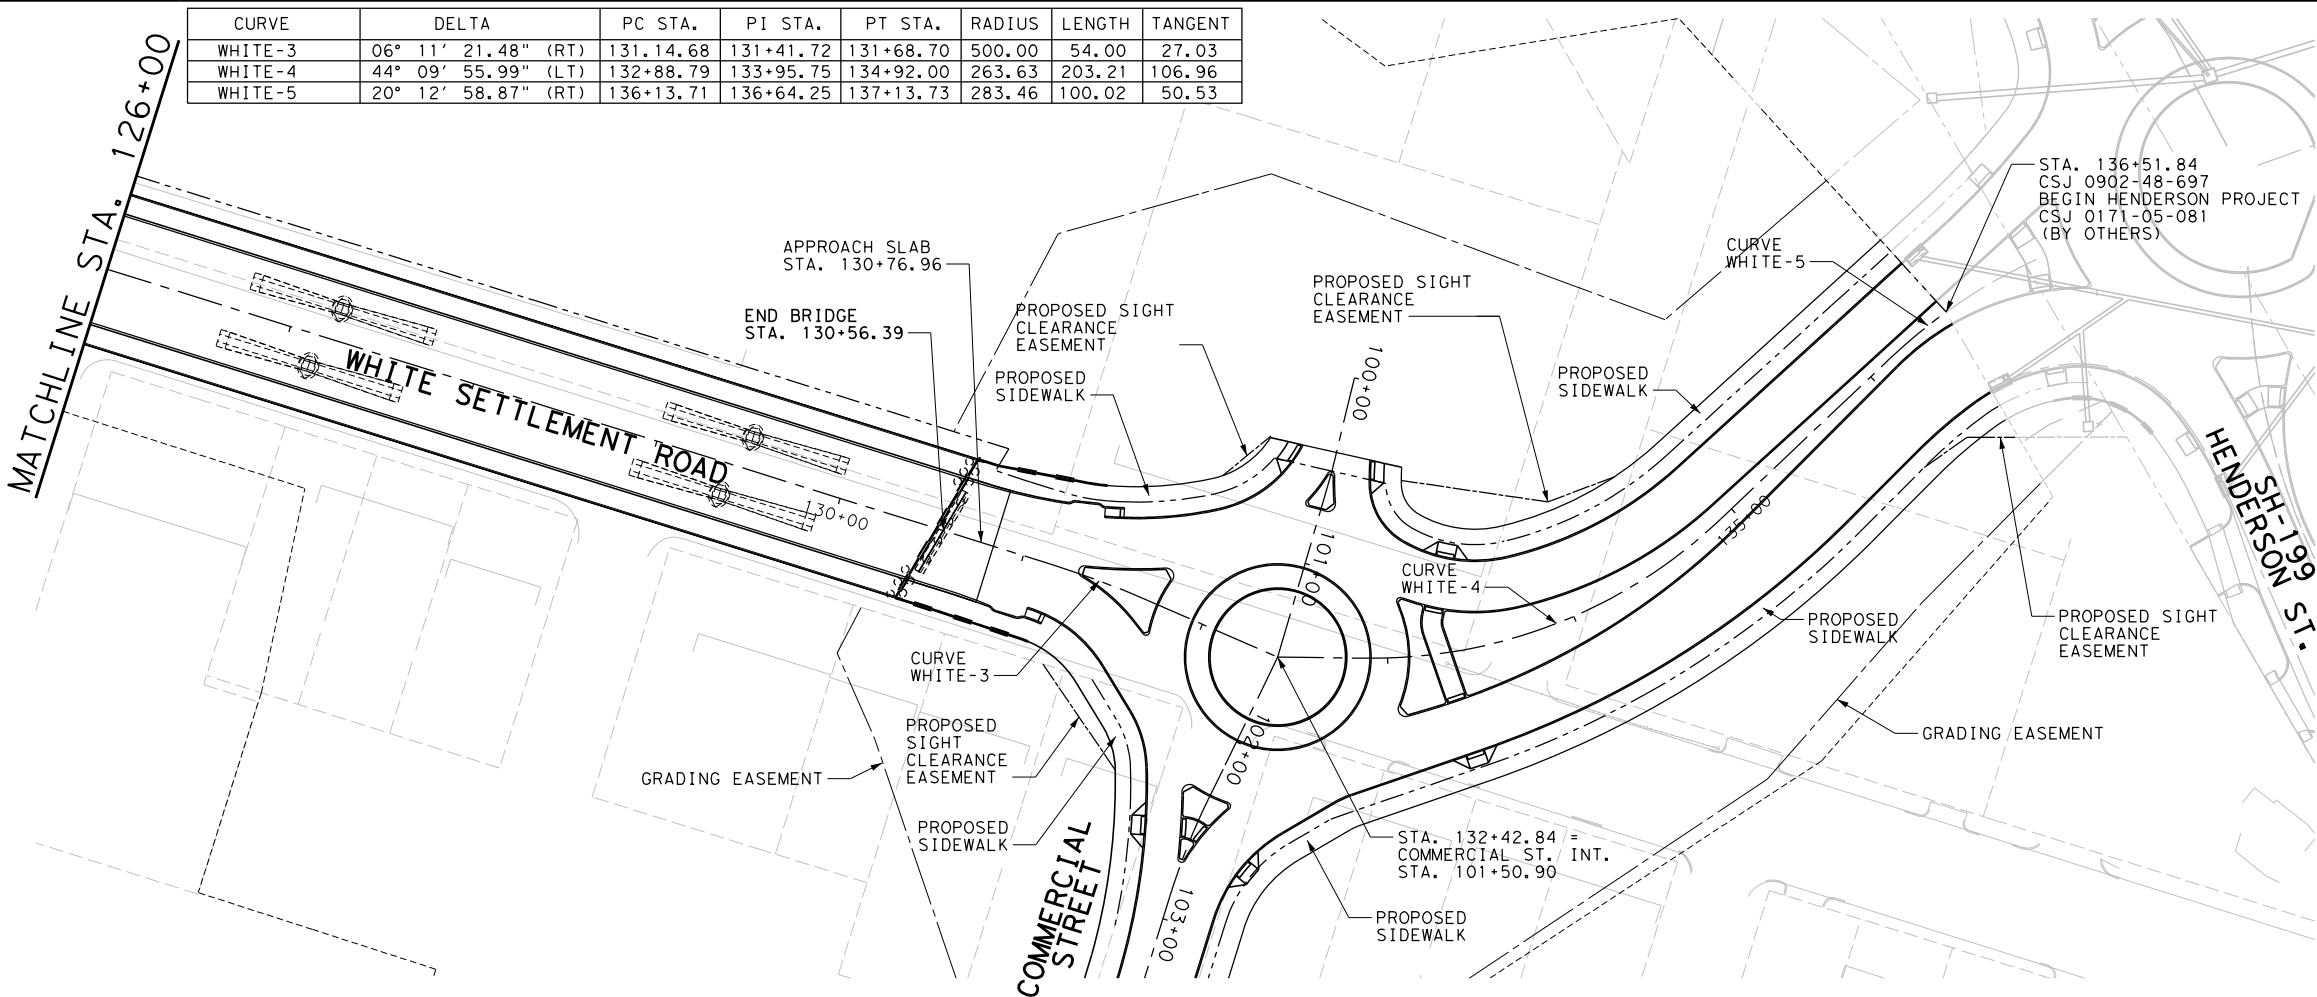 CURVE DELTA PC STA. PI STA. PT STA. RADIUS LENGTH TANGENT
WHITE-3 06° 11' 21.48" (RT) 131.14.68 131+41.72 131+68.70 500.00 54.00 27.03
WHITE-4 44° 09' 55.99" (LT) 132+88.79 133+95.75 134+92.00 263.63 203.21 106.96
WHITE-5 20° 12' 58.87" (RT) 136+13.71 136+64.25 137+13.73 283.46 100.02 50.53
MATCHLINE STA. 126+00
WHITE SETTLEMENT ROAD
130+00
APPROACH SLAB
STA. 130+76.96
END BRIDGE
STA. 130+56.39
PROPOSED SIGHT
CLEARANCE
EASEMENT
PROPOSED
SIDEWALK
PROPOSED SIGHT
CLEARANCE
EASEMENT
100+00
PROPOSED
SIDEWALK
CURVE
WHITE-5
STA. 136+51.84
CSJ 0902-48-697
BEGIN HENDERSON PROJECT
CSJ 0171-05-081
(BY OTHERS)
SH-199
HENDERSON ST.
135+00
101+00
CURVE
WHITE-4
CURVE
WHITE-3
PROPOSED
SIDEWALK
PROPOSED SIGHT
CLEARANCE
EASEMENT
GRADING EASEMENT
PROPOSED
SIGHT
CLEARANCE
EASEMENT
GRADING EASEMENT
102+00
PROPOSED
SIDEWALK
STA. 132+42.84 =
COMMERCIAL ST. INT.
STA. 101+50.90
COMMERCIAL
STREET
103+00
PROPOSED
SIDEWALK